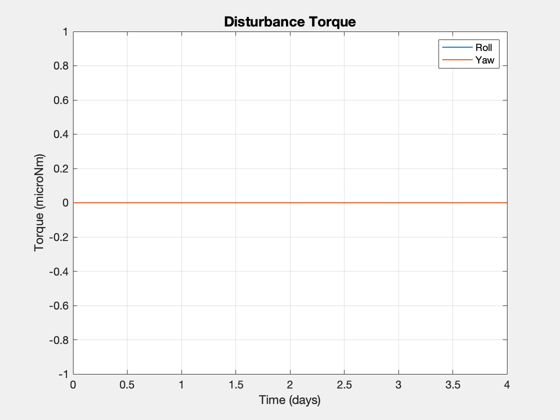 Disturbance Torque
Roll
Yaw
Torque (microNm)
1
0.8
0.6
0.4
0.2
0
-0.2
-0.4
-0.6
-0.8
-1
0 0.5 1 1.5 2 2.5 3 3.5 4
Time (days)